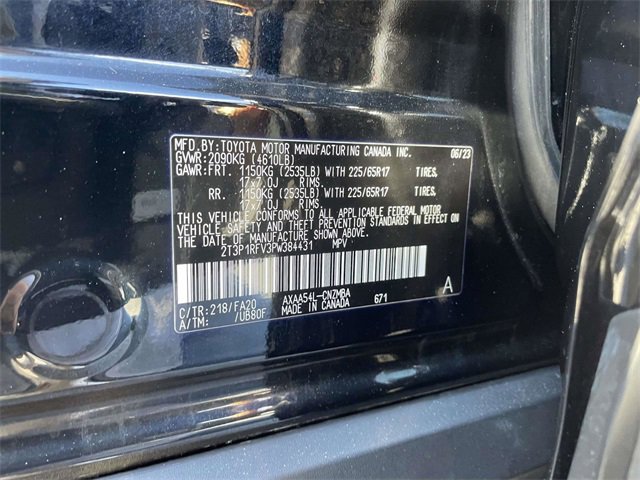 MFD. BY: TOYOTA MOTOR MANUFACTURING CANADA INC. 06/23
GVWR: 2090KG (4610LB)
GAWR: FRT. 1150KG (2535LB) WITH 225/65R17 TIRES,
17x7.0J RIMS.
RR. 1150KG (2535LB) WITH 225/65R17 TIRES,
17x7.0J RIMS.
THIS VEHICLE CONFORMS TO ALL APPLICABLE FEDERAL MOTOR
VEHICLE SAFETY AND THEFT PREVENTION STANDARDS IN EFFECT ON
THE DATE OF MANUFACTURE SHOWN ABOVE.
2T3P1RFV3PW384431 MPV
A
C/TR: 218/FA20 AXAA54L-CNZMBA 671
A/TM: /UB80F MADE IN CANADA